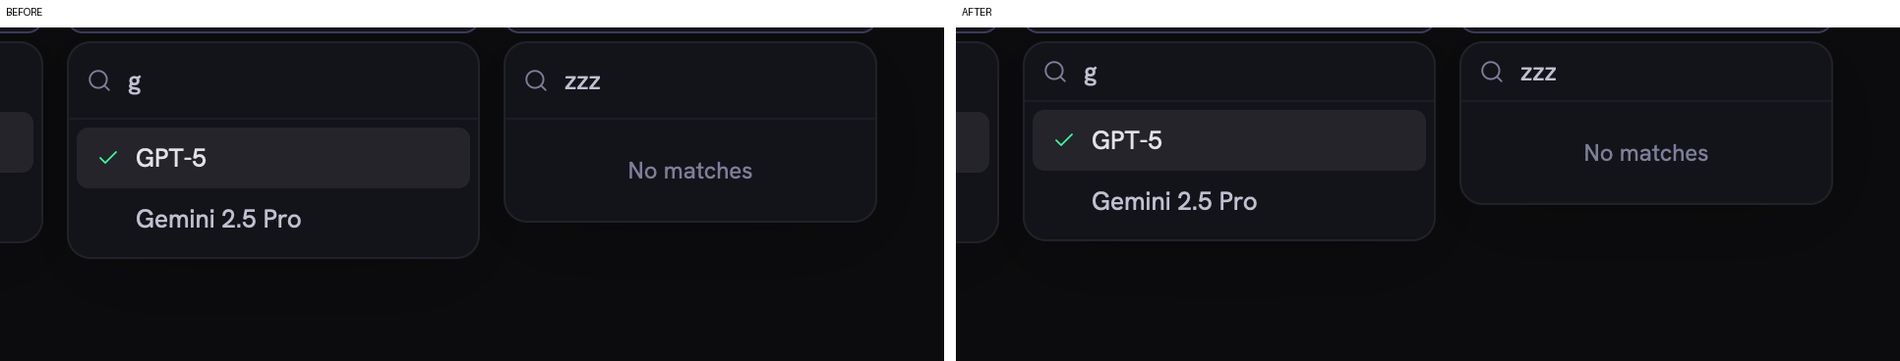 BEFORE
g
GPT-5
Gemini 2.5 Pro
zzz
No matches
AFTER
g
GPT-5
Gemini 2.5 Pro
zzz
No matches